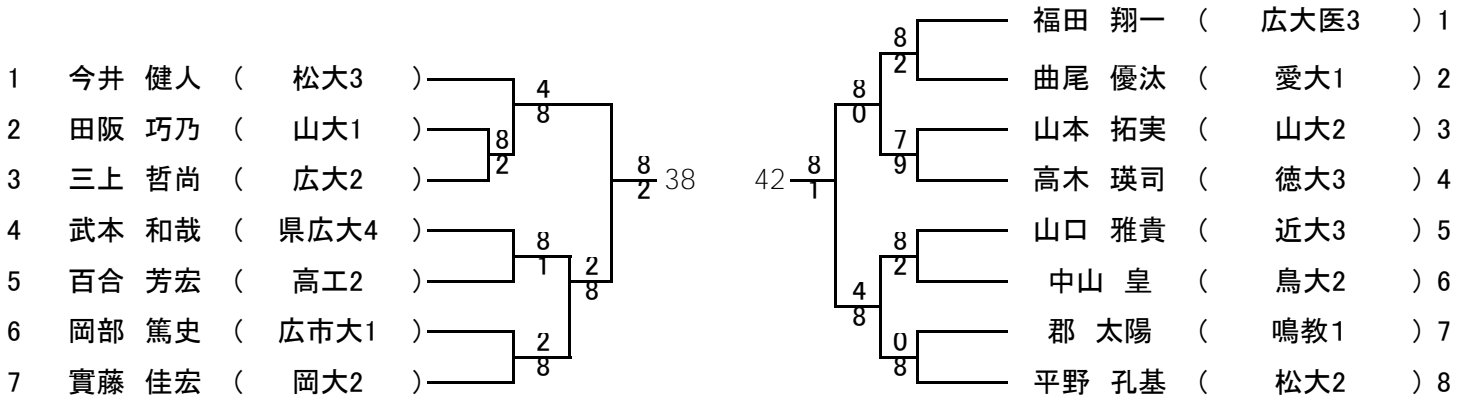 1 今井 健人 ( 松大3 )
2 田阪 巧乃 ( 山大1 )
3 三上 哲尚 ( 広大2 )
4 武本 和哉 ( 県広大4 )
5 百合 芳宏 ( 高工2 )
6 岡部 篤史 ( 広市大1 )
7 實藤 佳宏 ( 岡大2 )
4
8
8
2
8
1
2
8
2
8
8
2
38
福田 翔一 ( 広大医3 ) 1
曲尾 優汰 ( 愛大1 ) 2
山本 拓実 ( 山大2 ) 3
高木 瑛司 ( 徳大3 ) 4
山口 雅貴 ( 近大3 ) 5
中山 皇 ( 鳥大2 ) 6
郡 太陽 ( 鳴教1 ) 7
平野 孔基 ( 松大2 ) 8
8
2
8
0
7
9
42
8
1
8
2
4
8
0
8